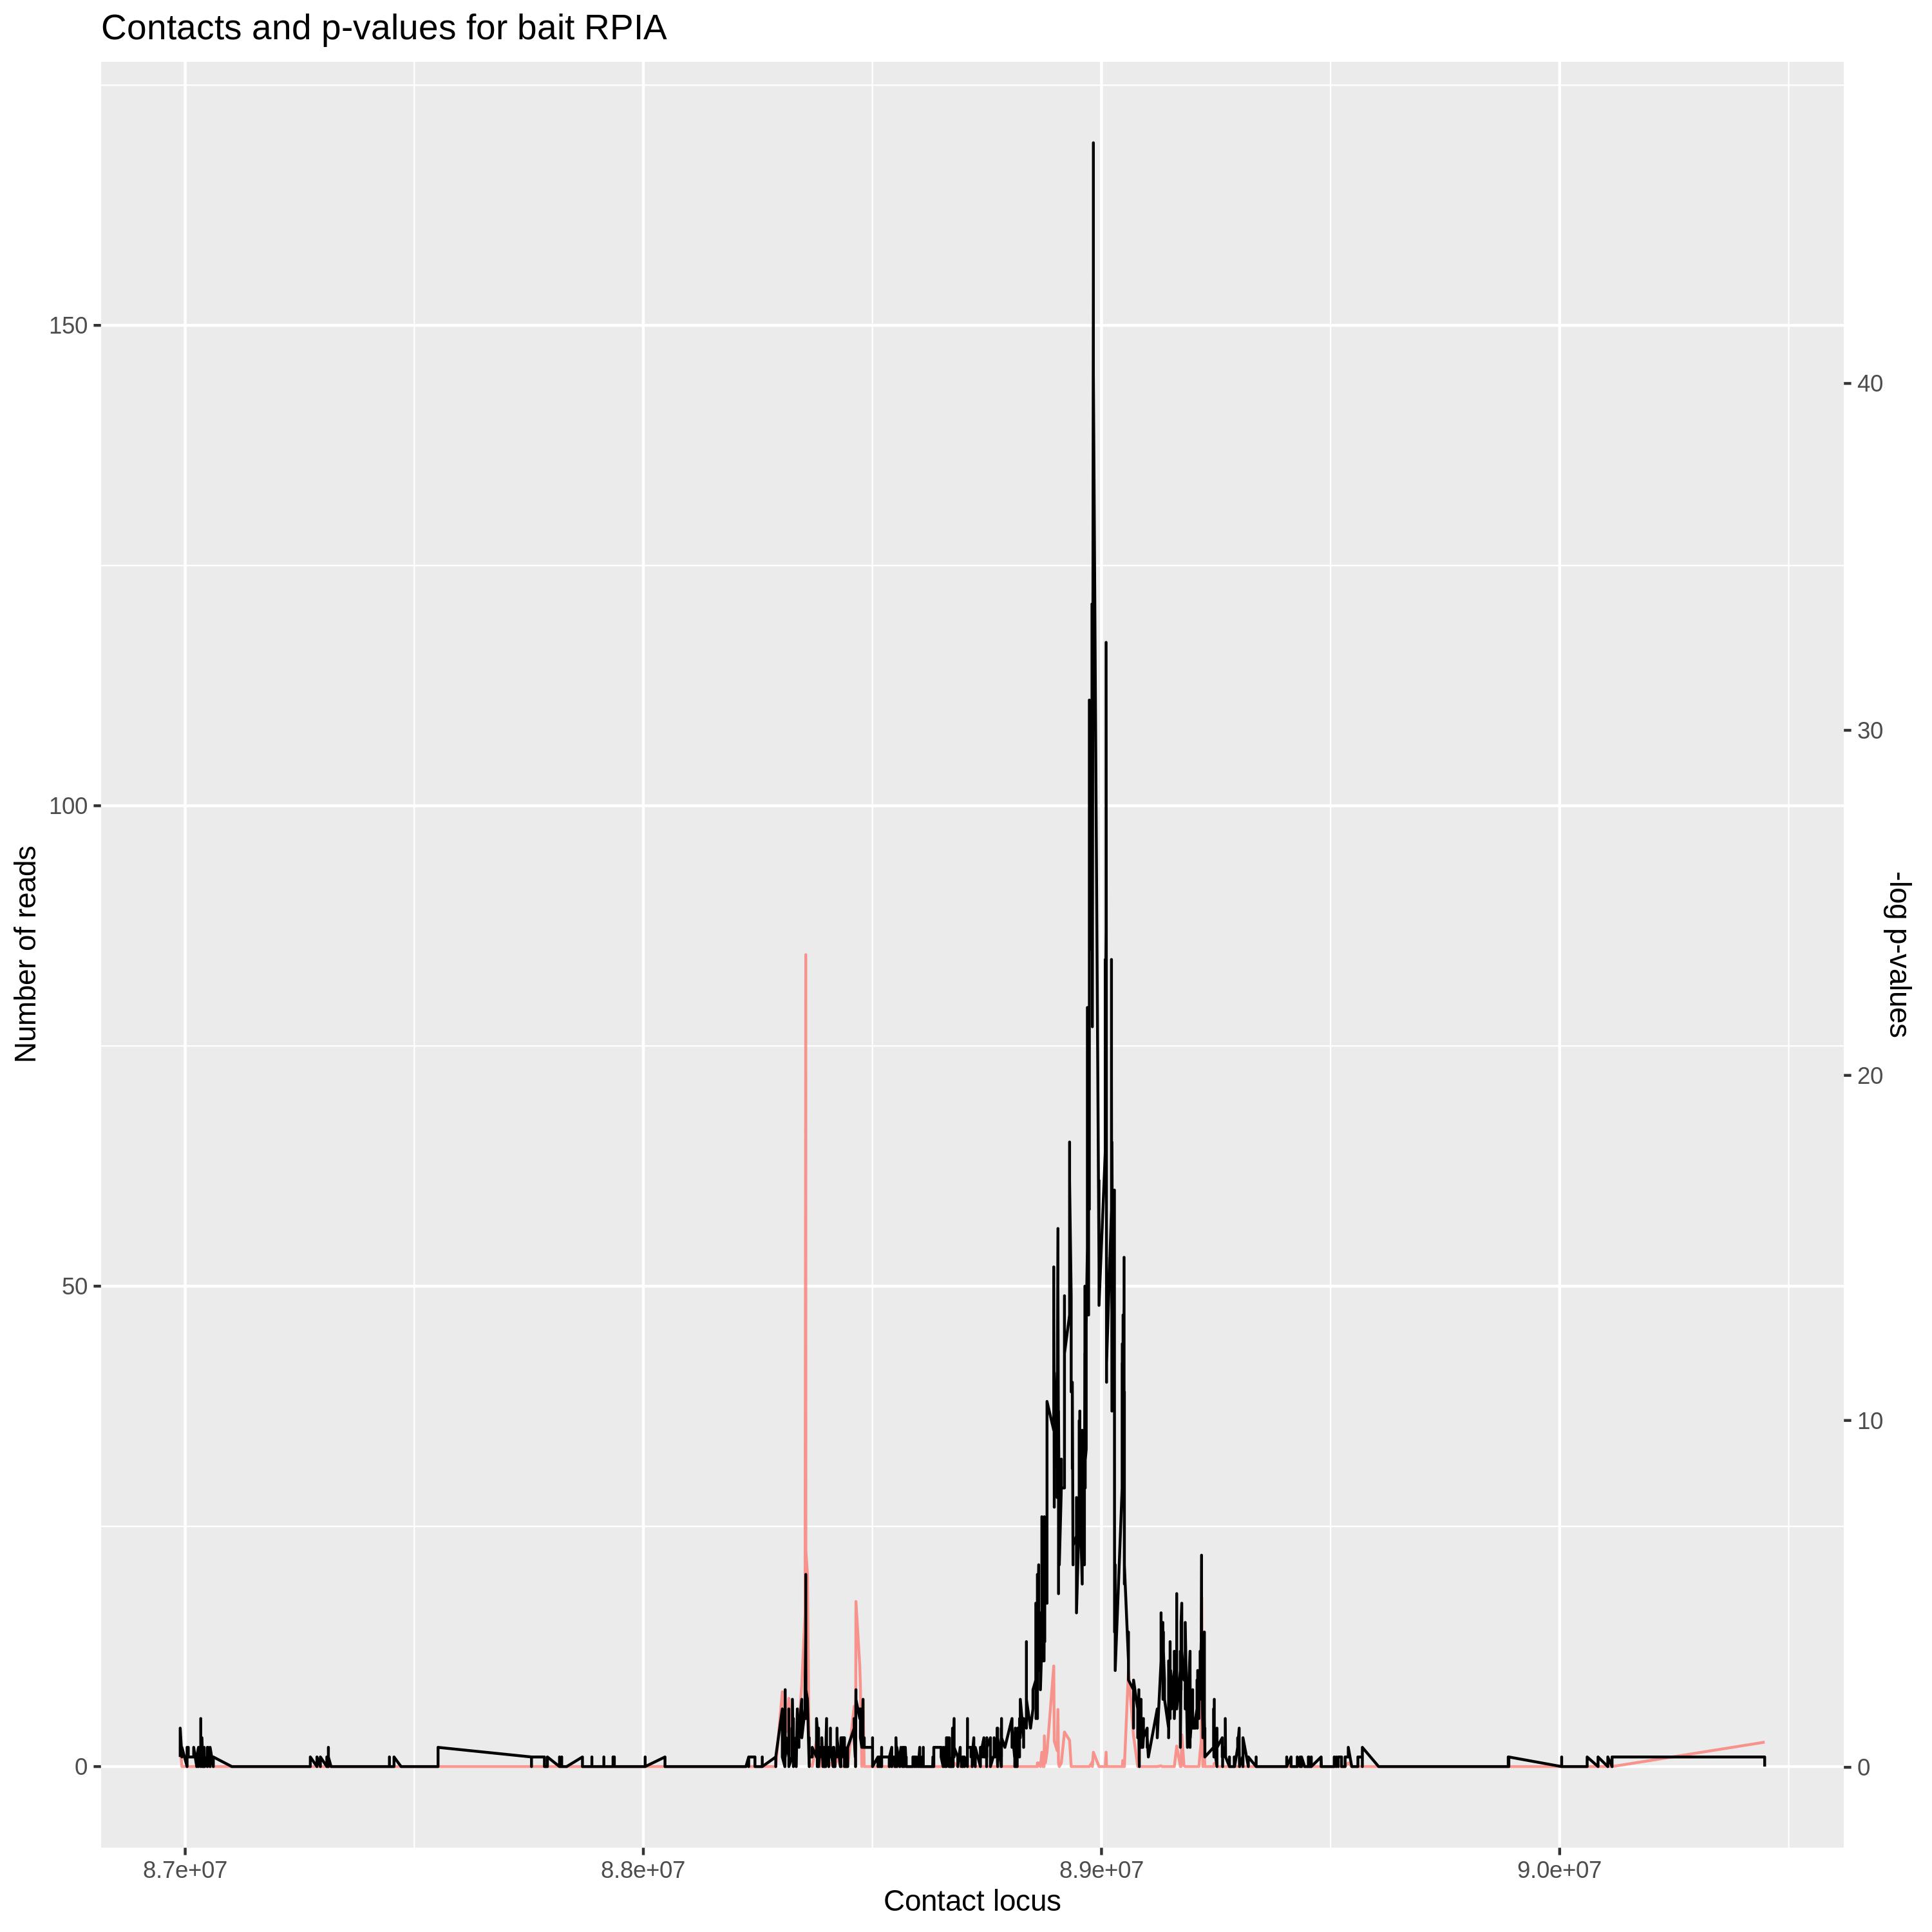 Contacts and p-values for bait RPIA
150
100
50
0
Number of reads
40
30
20
10
0
-log p-values
8.7e+07
8.8e+07
8.9e+07
9.0e+07
Contact locus